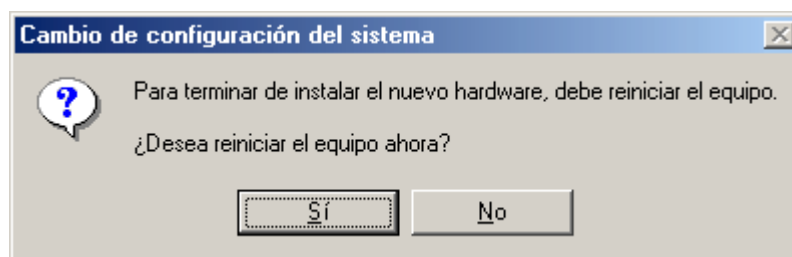 Cambio de configuración del sistema
Para terminar de instalar el nuevo hardware, debe reiniciar el equipo.
¿Desea reiniciar el equipo ahora?
Sí
No